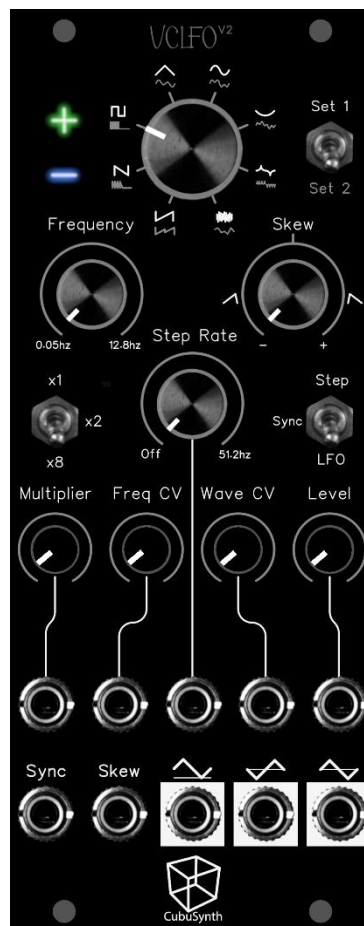 VCLFO V2
+
Set 1
−
Set 2
Frequency
Skew
0.05hz
12.8hz
−
+
Step Rate
x1
x2
x8
Off
51.2hz
Step
Sync
LFO
Multiplier
Freq CV
Wave CV
Level
Sync
Skew
CubuSynth